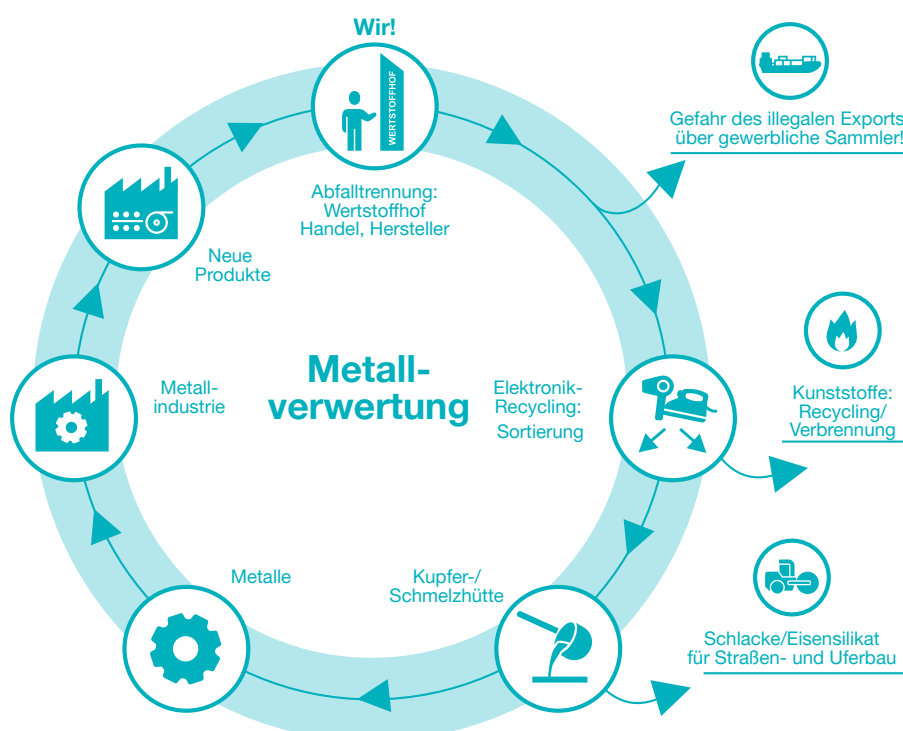 Wir!
WERTSTOFFHOF
Abfalltrennung:
Wertstoffhof
Handel, Hersteller
Gefahr des illegalen Exports
über gewerbliche Sammler!
Neue
Produkte
Metall-
verwertung
Metall-
industrie
Elektronik-
Recycling:
Sortierung
Kunststoffe:
Recycling/
Verbrennung
Metalle
Kupfer-/
Schmelzhütte
Schlacke/Eisensilikat
für Straßen- und Uferbau